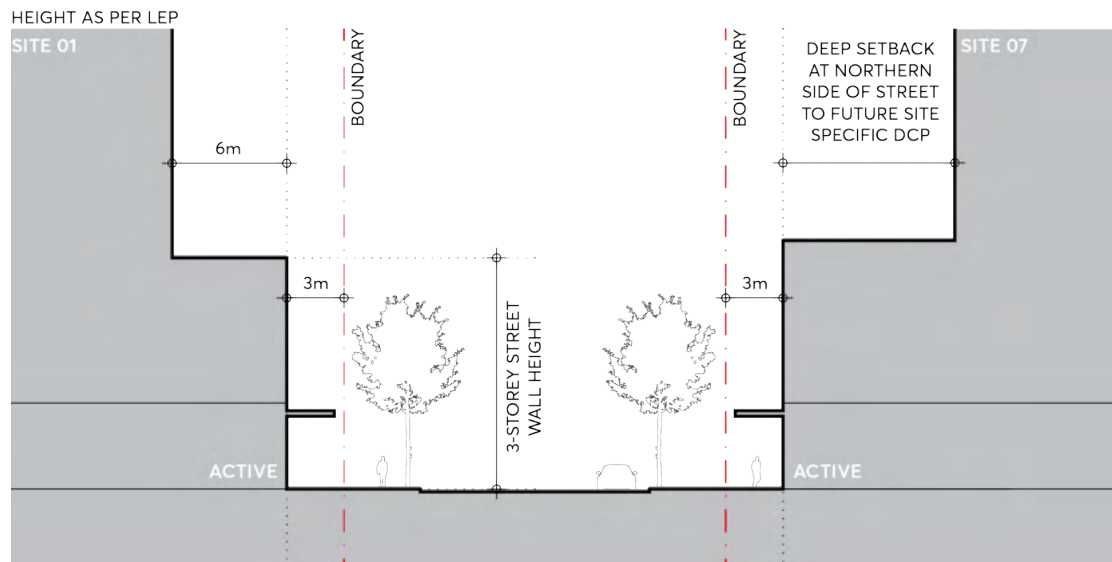 HEIGHT AS PER LEP
SITE 01
BOUNDARY
BOUNDARY
DEEP SETBACK
AT NORTHERN
SIDE OF STREET
TO FUTURE SITE
SPECIFIC DCP
SITE 07
6m
3m
3-STOREY STREET
WALL HEIGHT
3m
ACTIVE
ACTIVE